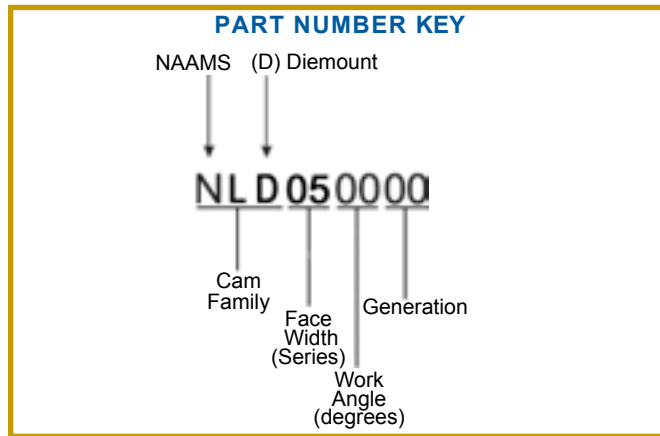 PART NUMBER KEY
NAAMS (D) Diemount
NLD050000
Cam
Family
Face
Width
(Series)
Generation
Work
Angle
(degrees)